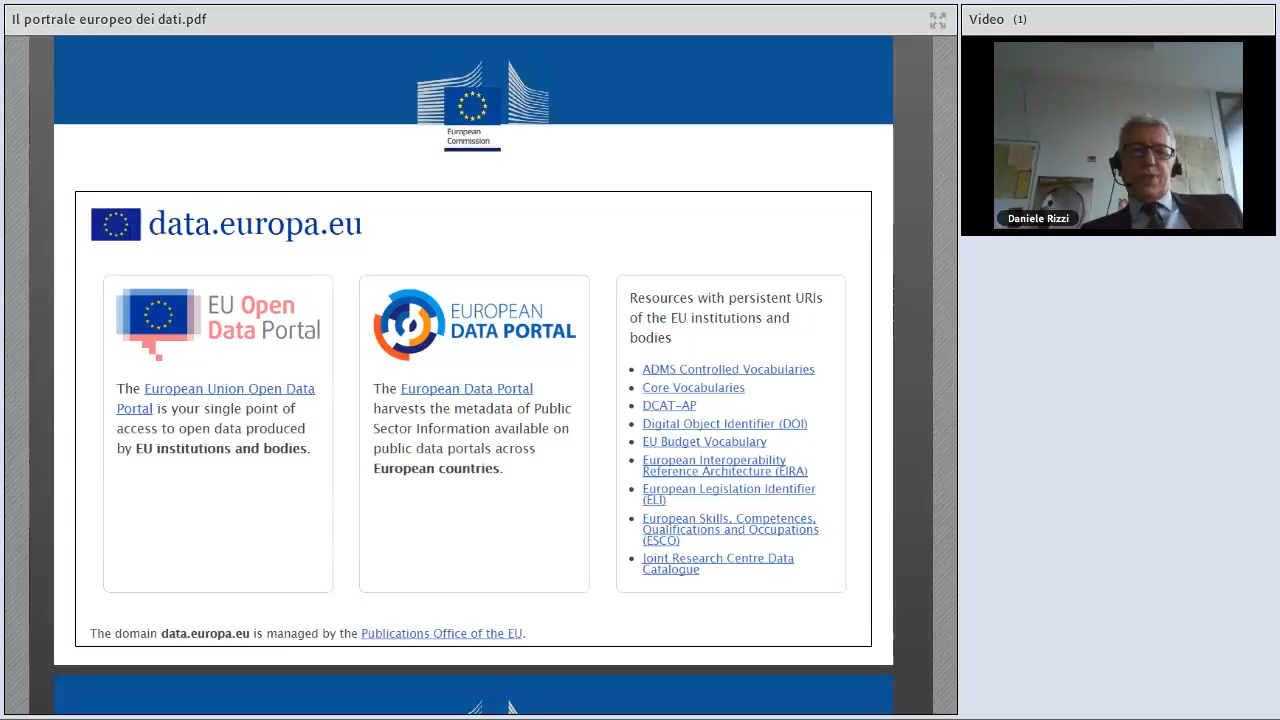 Il portrale europeo dei dati.pdf
Video (1)
European
Commission
Daniele Rizzi
data.europa.eu
EU Open
Data Portal
The European Union Open Data
Portal is your single point of
access to open data produced
by EU institutions and bodies.
EUROPEAN
DATA PORTAL
The European Data Portal
harvests the metadata of Public
Sector Information available on
public data portals across
European countries.
Resources with persistent URIs
of the EU institutions and
bodies
ADMS Controlled Vocabularies
Core Vocabularies
DCAT-AP
Digital Object Identifier (DOI)
EU Budget Vocabulary
European Interoperability
Reference Architecture (EIRA)
European Legislation Identifier
(ELI)
European Skills, Competences,
Qualifications and Occupations
(ESCO)
Joint Research Centre Data
Catalogue
The domain data.europa.eu is managed by the Publications Office of the EU.